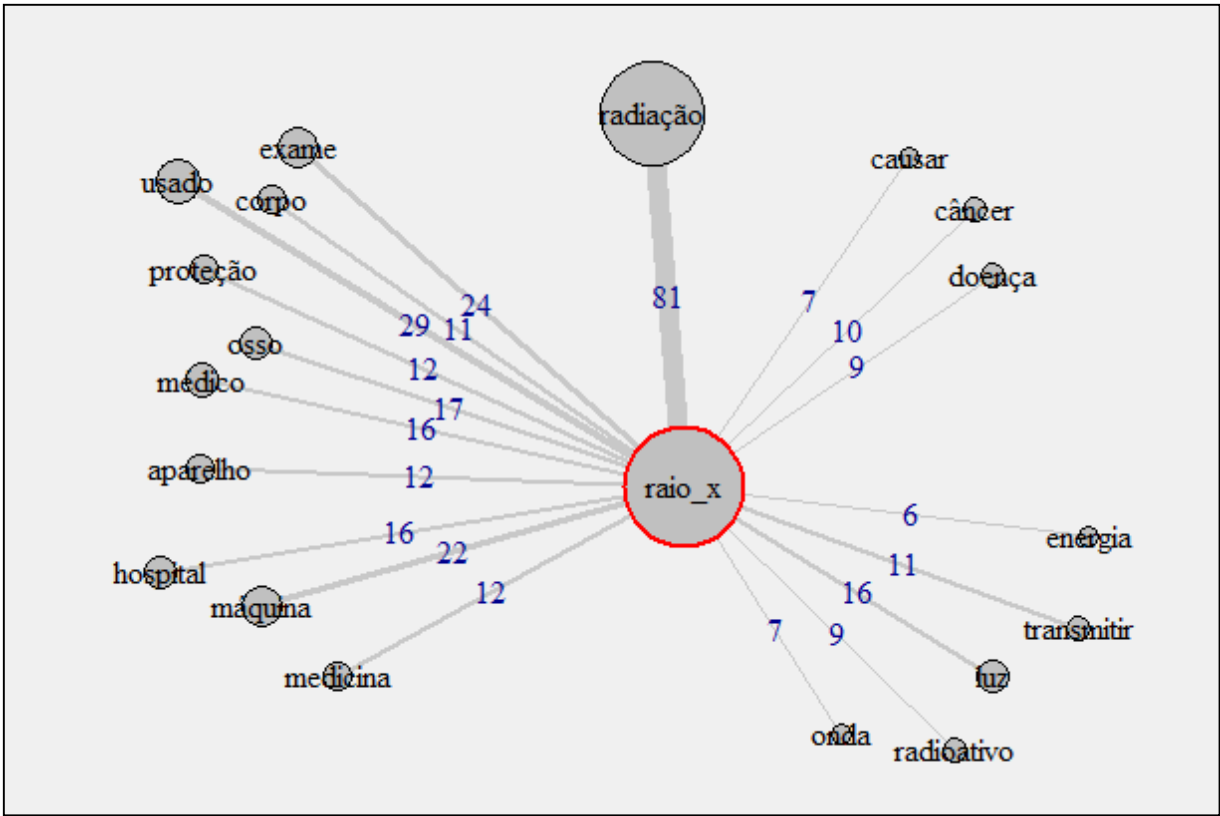 radiação
exame
causar
usado
corpo
câncer
proteção
doença
81
7
24
29
11
10
osso
12
9
médico
17
16
aparelho
12
raio_x
6
16
energia
hospital
22
11
máquina
12
16
transmitir
medicina
7
9
luz
onda
radioativo